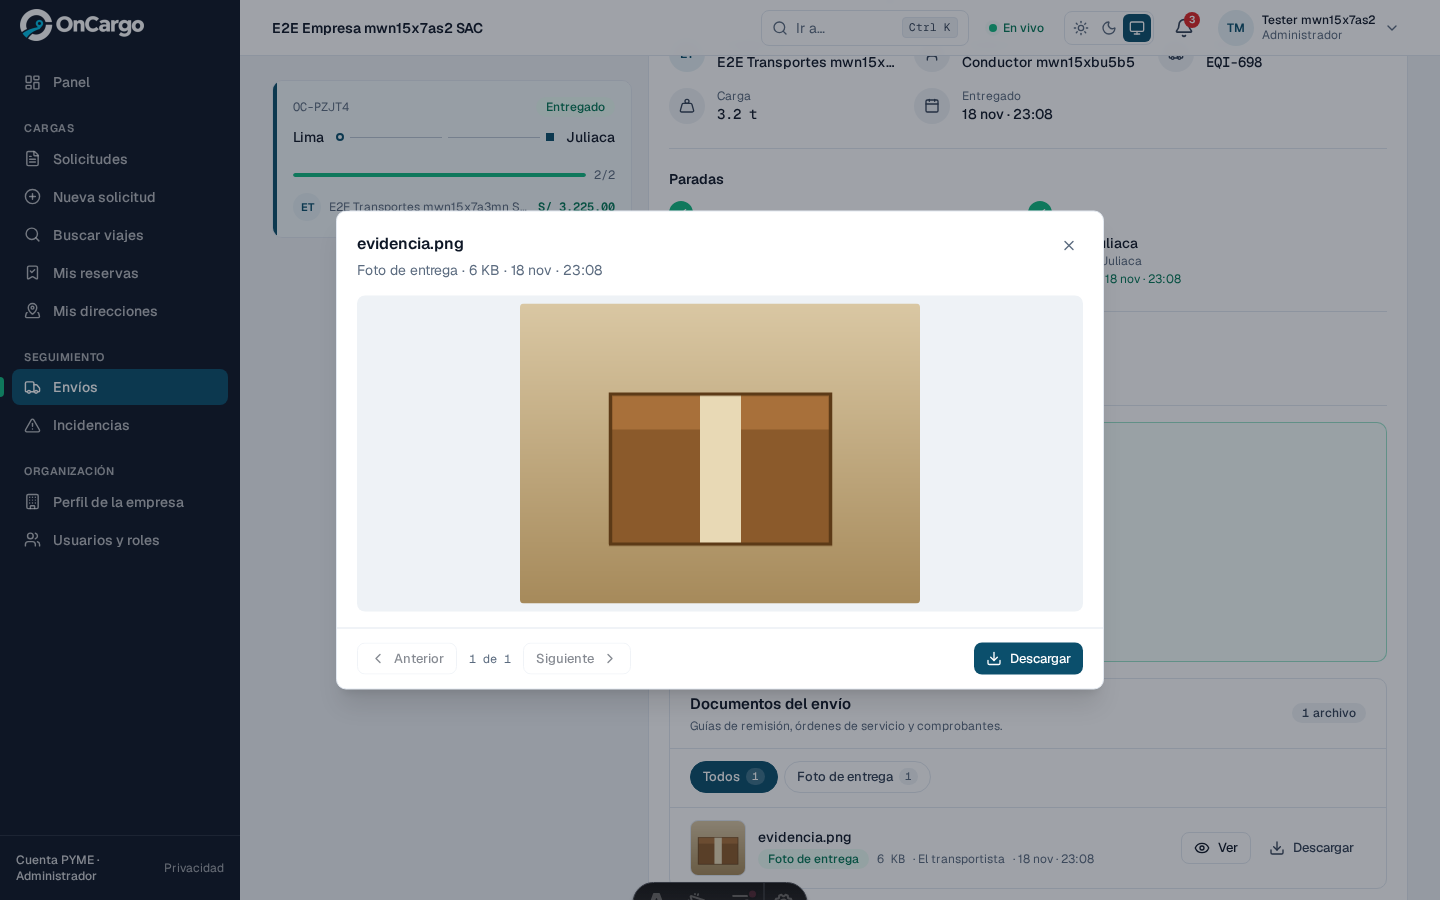 OnCargo
Panel
CARGAS
Solicitudes
Nueva solicitud
Buscar viajes
Mis reservas
Mis direcciones
SEGUIMIENTO
Envíos
Incidencias
ORGANIZACIÓN
Perfil de la empresa
Usuarios y roles
Cuenta PYME · Administrador
Privacidad
E2E Empresa mwn15x7as2 SAC
Ir a...
Ctrl K
En vivo
3
TM
Tester mwn15x7as2
Administrador
OC-PZJT4
Entregado
Lima
Juliaca
2/2
ET
E2E Transportes mwn15x7a3mn S...
S/ 3,225.00
E2E Transportes mwn15x...
Conductor mwn15xbu5b5
EQI-698
Carga
3.2 t
Entregado
18 nov · 23:08
Paradas
uliaca
Juliaca
18 nov · 23:08
evidencia.png
Foto de entrega · 6 KB · 18 nov · 23:08
Anterior
1 de 1
Siguiente
Descargar
Documentos del envío
Guías de remisión, órdenes de servicio y comprobantes.
1 archivo
Todos 1
Foto de entrega 1
evidencia.png
Foto de entrega 6 KB · El transportista · 18 nov · 23:08
Ver
Descargar